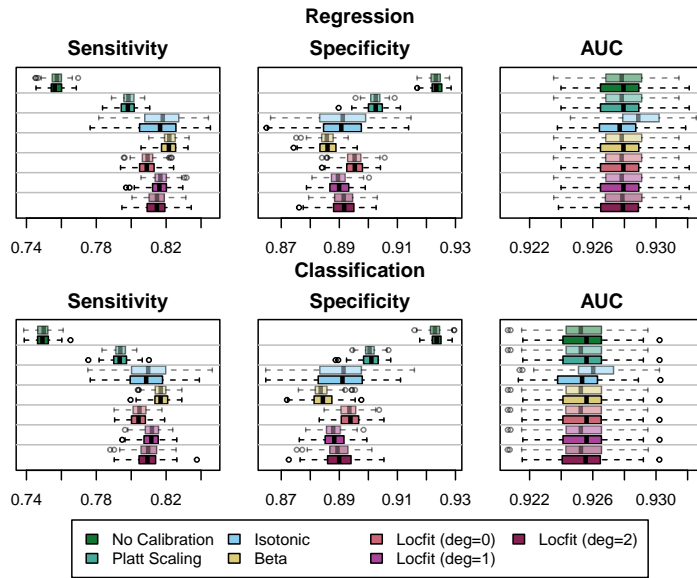 Regression
Sensitivity Specificity AUC
0.74 0.78 0.82 0.87 0.89 0.91 0.93 0.922 0.926 0.930
Classification
Sensitivity Specificity AUC
0.74 0.78 0.82 0.87 0.89 0.91 0.93 0.922 0.926 0.930
No Calibration Isotonic Locfit (deg=0) Locfit (deg=2)
Platt Scaling Beta Locfit (deg=1)